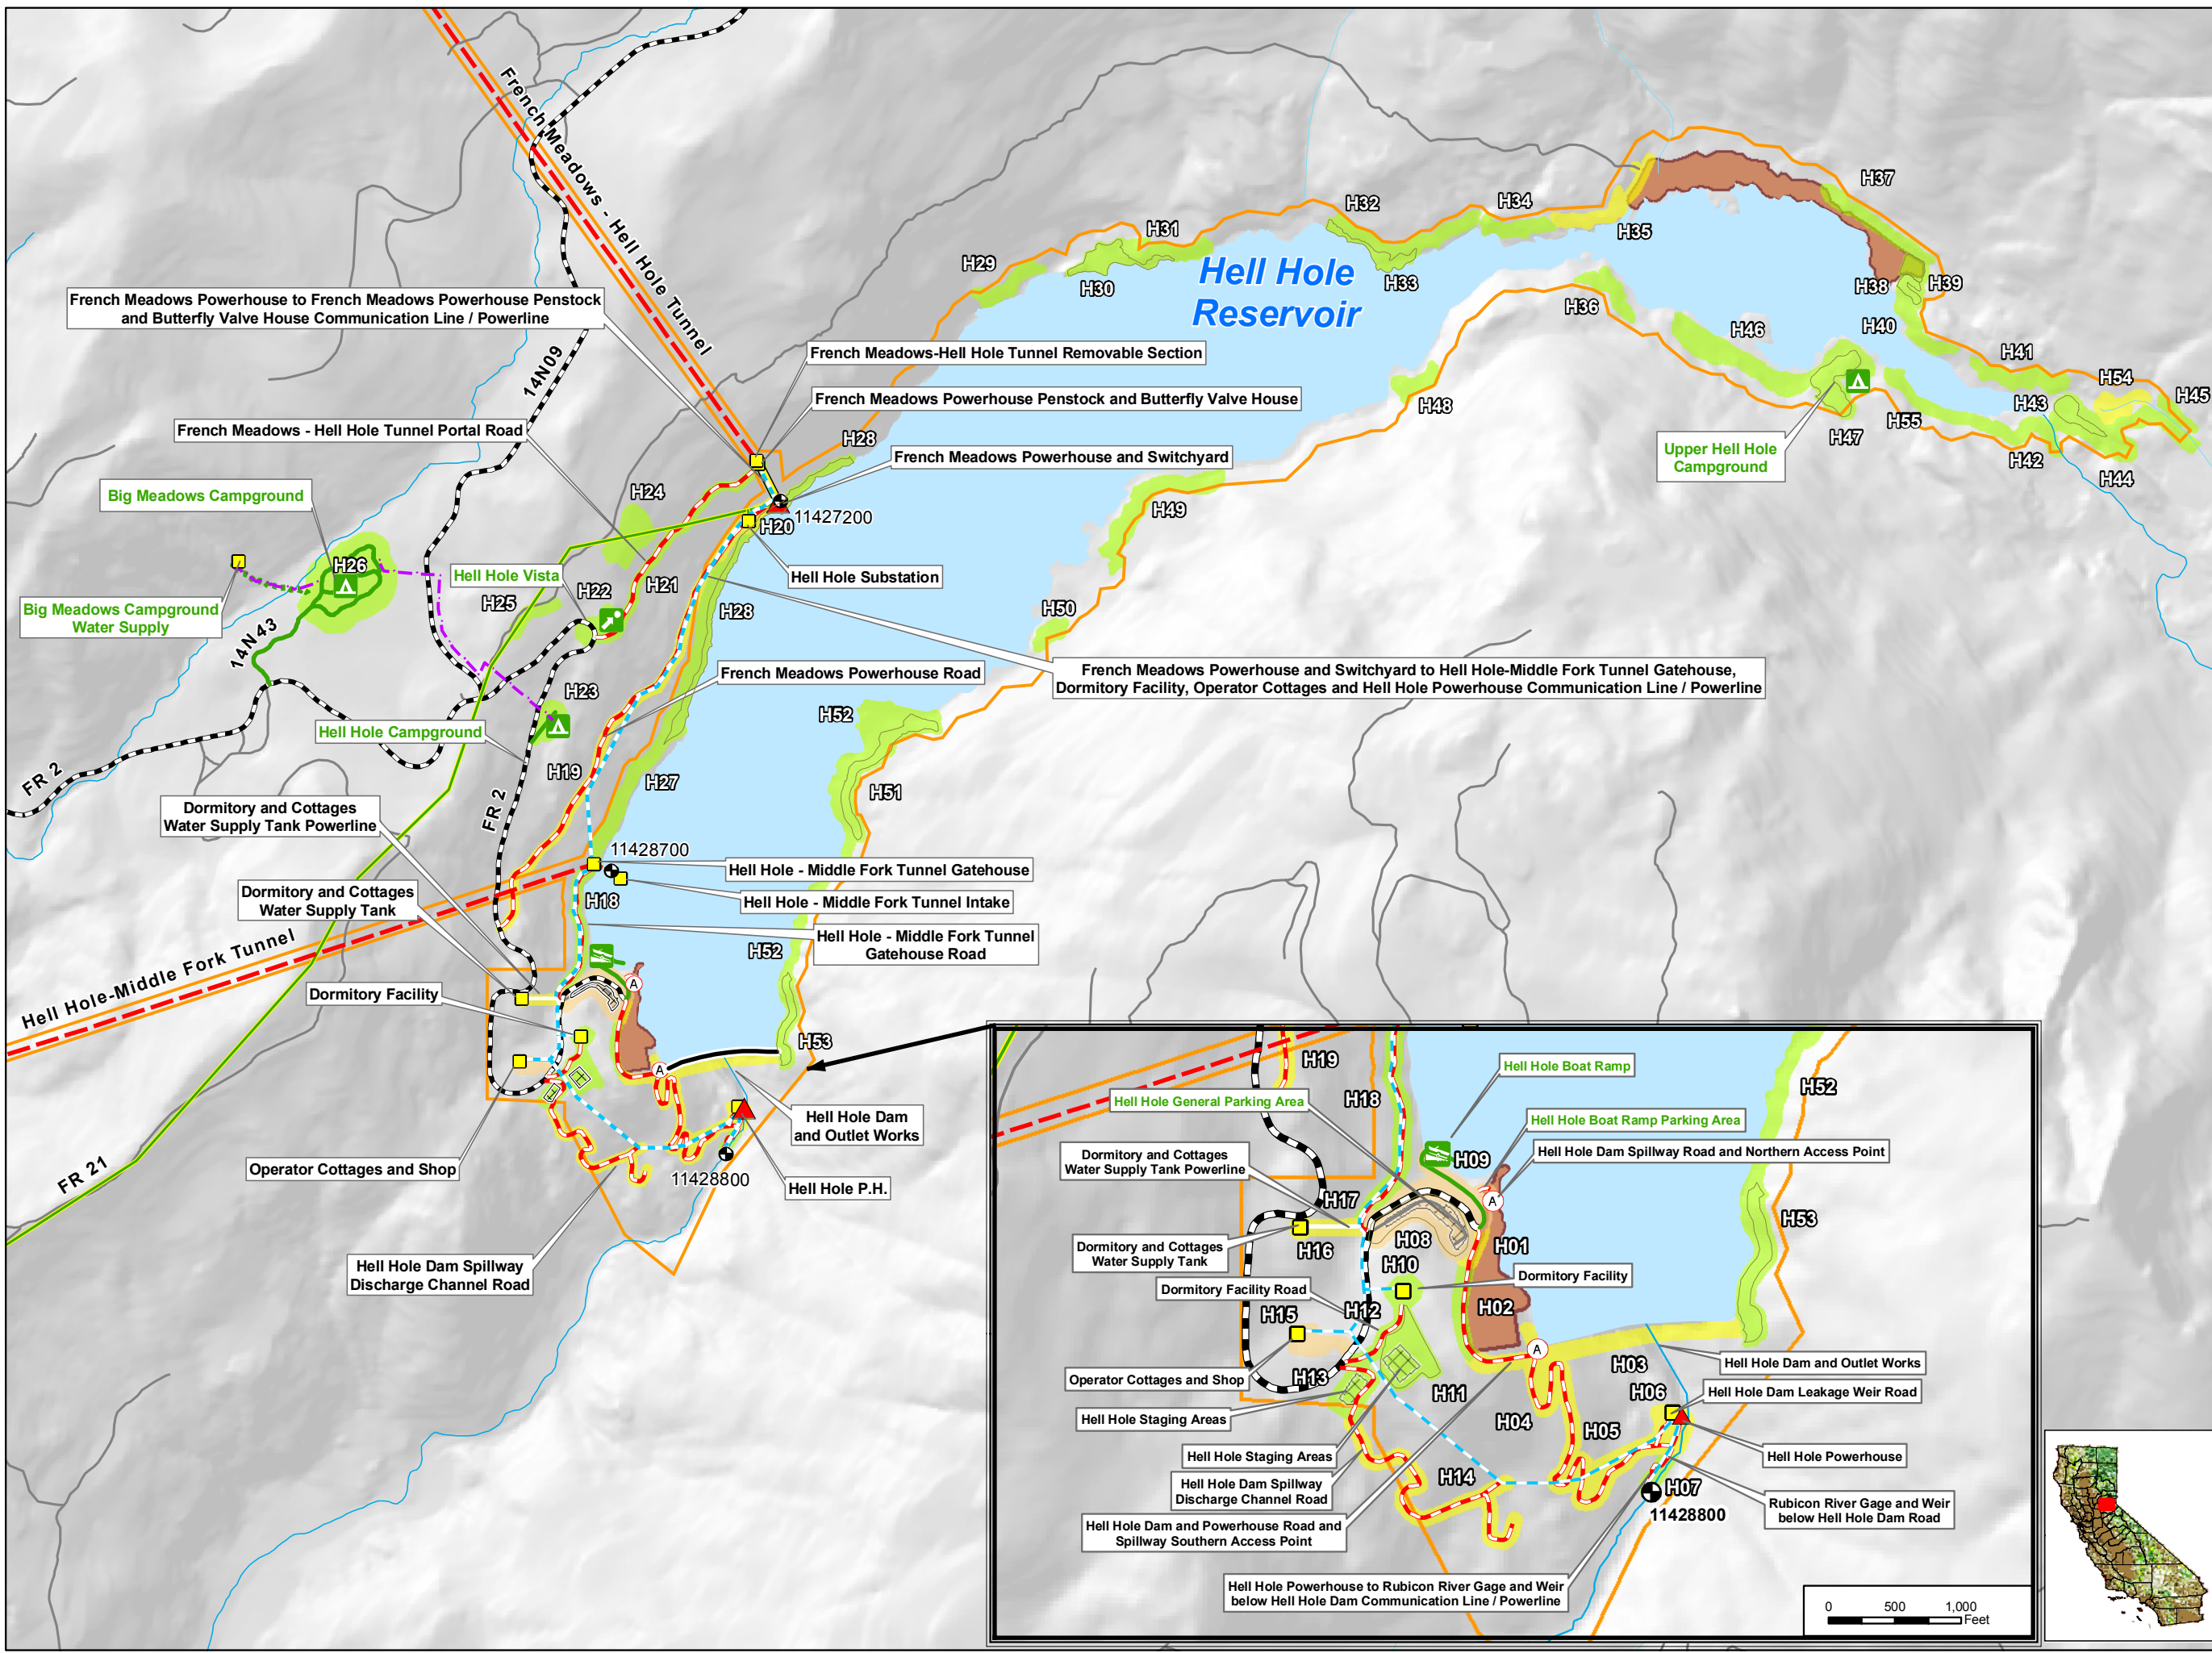 French Meadows - Hell Hole Tunnel
H37
H32
H34
H31
H35
H29
H30
H33
Hell Hole
Reservoir
H38
H39
H36
H46
H40
French Meadows Powerhouse to French Meadows Powerhouse Penstock
and Butterfly Valve House Communication Line / Powerline
14N09
French Meadows-Hell Hole Tunnel Removable Section
H41
H54
H45
French Meadows Powerhouse Penstock and Butterfly Valve House
H48
H43
H55
H47
French Meadows - Hell Hole Tunnel Portal Road
H28
French Meadows Powerhouse and Switchyard
Upper Hell Hole
Campground
H42
H44
Big Meadows Campground
H24
H49
11427200
H20
H26
Hell Hole Vista
H22
H21
Hell Hole Substation
H25
Big Meadows Campground
Water Supply
H28
H50
14N43
French Meadows Powerhouse Road
French Meadows Powerhouse and Switchyard to Hell Hole-Middle Fork Tunnel Gatehouse,
Dormitory Facility, Operator Cottages and Hell Hole Powerhouse Communication Line / Powerline
H23
Hell Hole Campground
H52
FR 2
H19
H27
H51
FR 2
Dormitory and Cottages
Water Supply Tank Powerline
11428700
Hell Hole - Middle Fork Tunnel Gatehouse
Dormitory and Cottages
Water Supply Tank
H18
Hell Hole - Middle Fork Tunnel Intake
Hell Hole - Middle Fork Tunnel
Gatehouse Road
H52
Hell Hole-Middle Fork Tunnel
Dormitory Facility
A
H53
A
Hell Hole Dam
and Outlet Works
FR 21
Operator Cottages and Shop
11428800
Hell Hole P.H.
Hell Hole Dam Spillway
Discharge Channel Road
H19
Hell Hole Boat Ramp
H52
Hell Hole General Parking Area
H18
Hell Hole Boat Ramp Parking Area
Dormitory and Cottages
Water Supply Tank Powerline
H09
Hell Hole Dam Spillway Road and Northern Access Point
H17
A
H53
Dormitory and Cottages
Water Supply Tank
H16
H08
H01
H10
Dormitory Facility
Dormitory Facility Road
H15
H12
H02
A
H03
Hell Hole Dam and Outlet Works
Operator Cottages and Shop
H13
H11
H06
Hell Hole Dam Leakage Weir Road
Hell Hole Staging Areas
H04
H05
Hell Hole Staging Areas
Hell Hole Powerhouse
H14
Hell Hole Dam Spillway
Discharge Channel Road
H07
11428800
Rubicon River Gage and Weir
below Hell Hole Dam Road
Hell Hole Dam and Powerhouse Road and
Spillway Southern Access Point
Hell Hole Powerhouse to Rubicon River Gage and Weir
below Hell Hole Dam Communication Line / Powerline
0 500 1,000
Feet